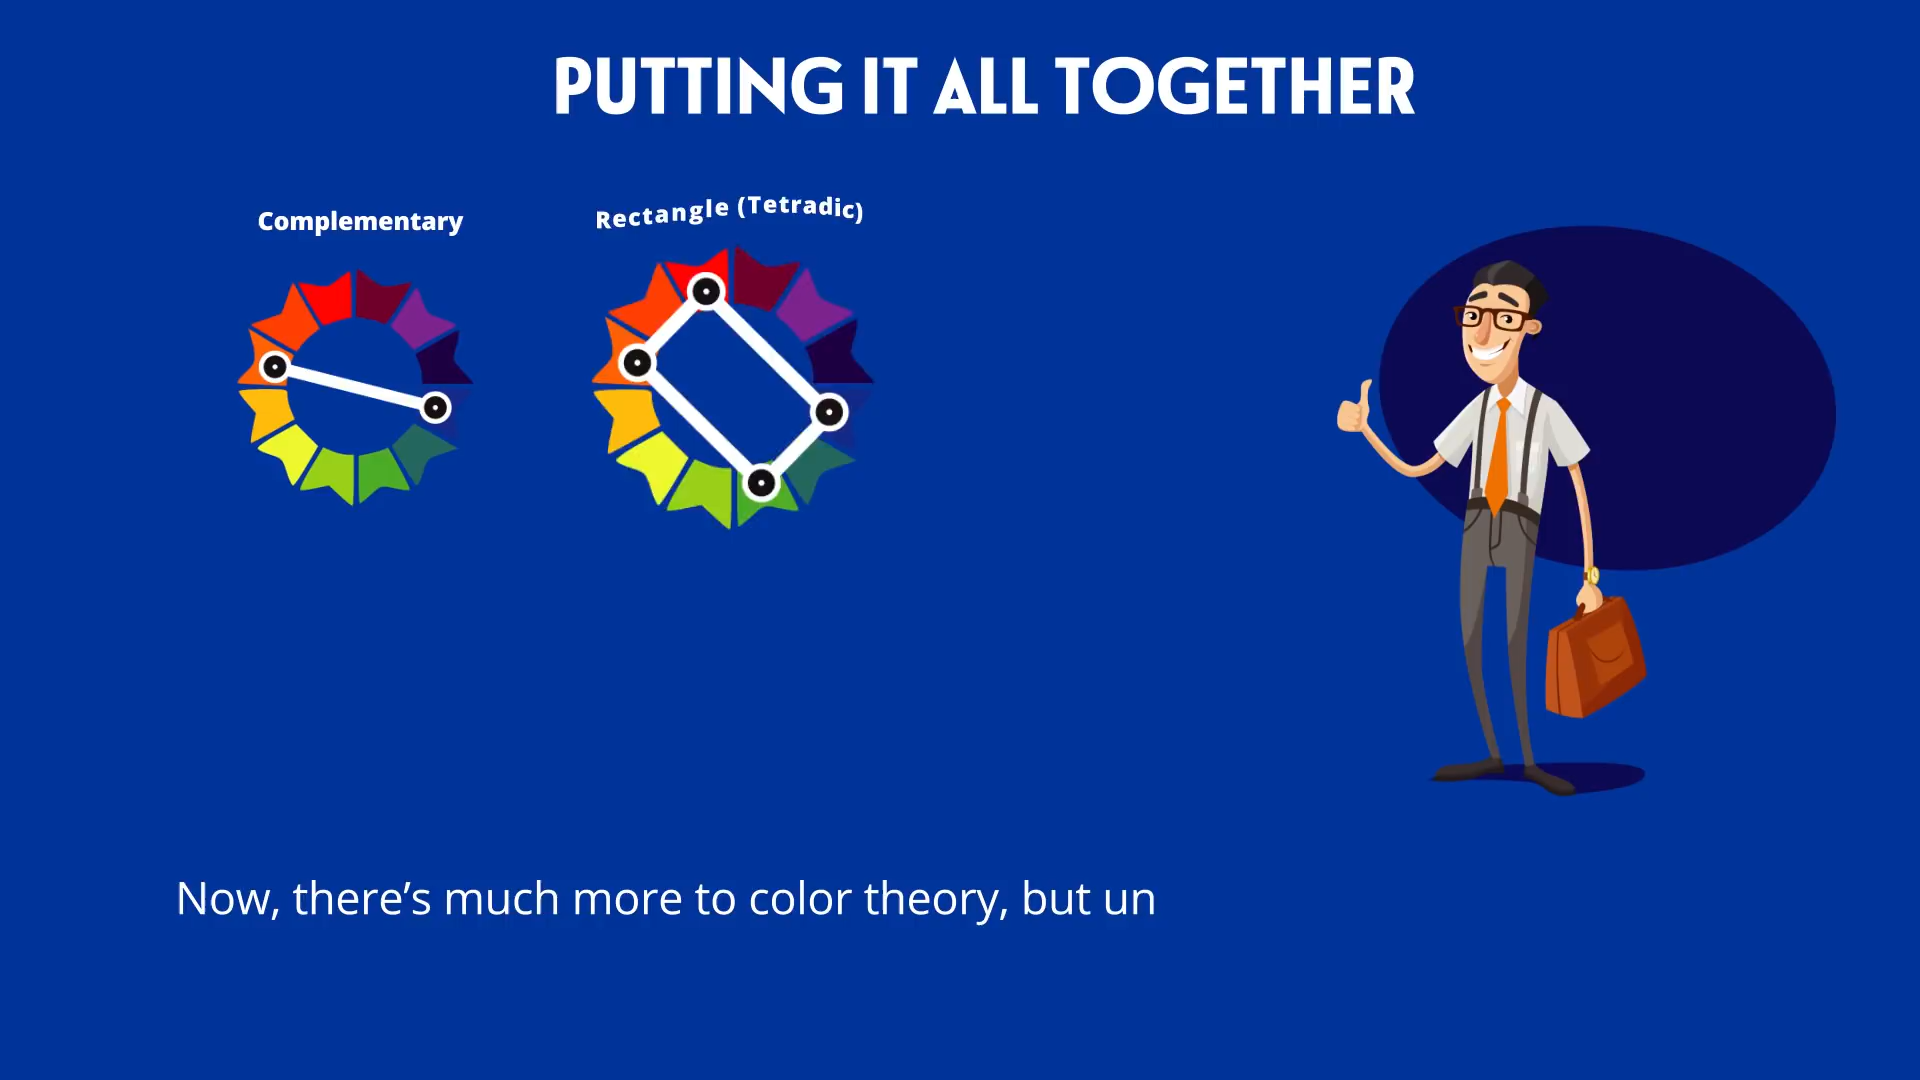 PUTTING IT ALL TOGETHER
Complementary
Rectangle (Tetradic)
Now, there’s much more to color theory, but un